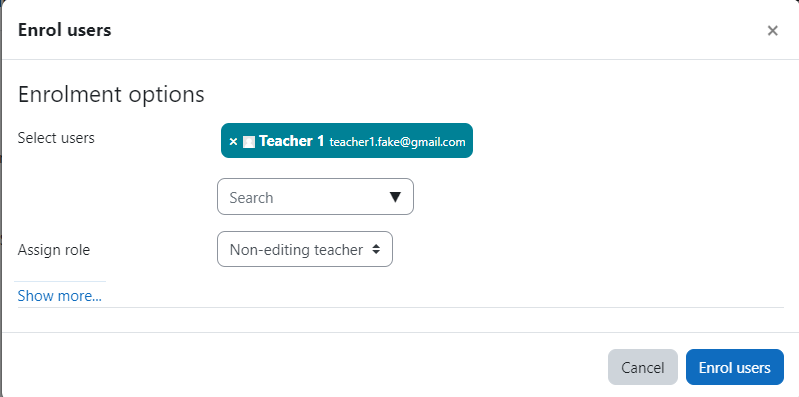 Enrol users ×
Enrolment options
Select users × Teacher 1 teacher1.fake@gmail.com
Search ▼
Assign role Non-editing teacher
Show more...
Cancel Enrol users